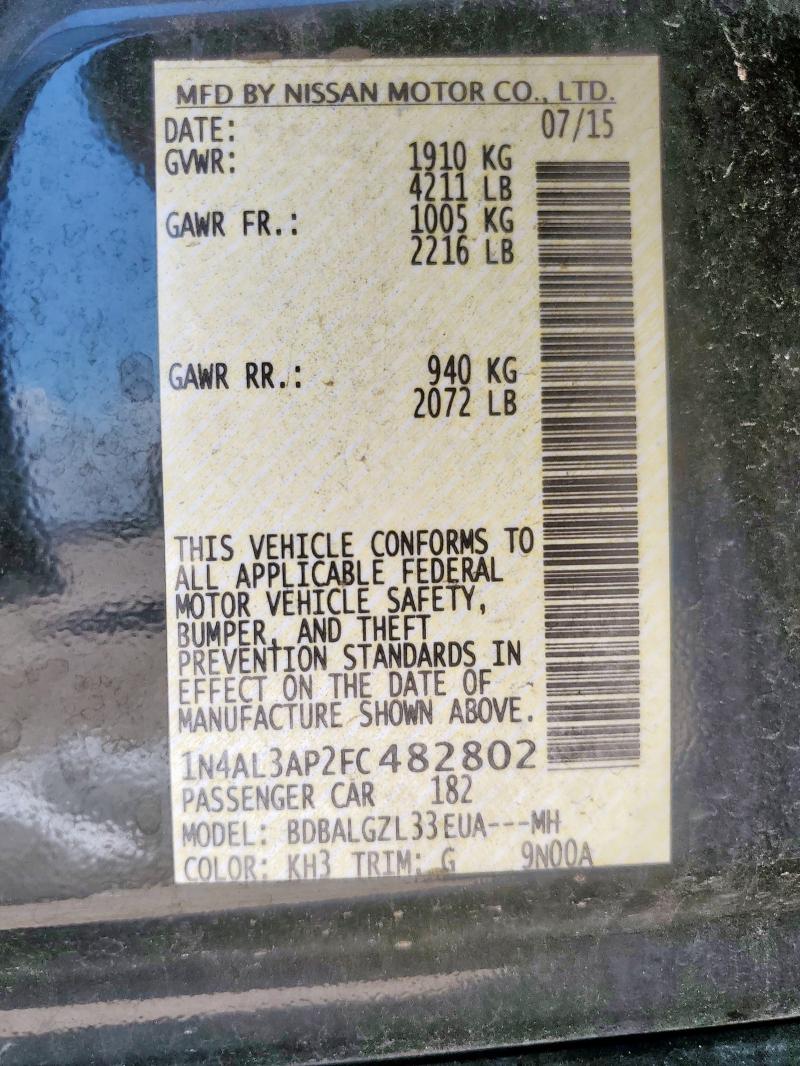 MFD BY NISSAN MOTOR CO., LTD.
DATE: 07/15
GVWR: 1910 KG
4211 LB
GAWR FR.: 1005 KG
2216 LB
GAWR RR.: 940 KG
2072 LB
THIS VEHICLE CONFORMS TO
ALL APPLICABLE FEDERAL
MOTOR VEHICLE SAFETY,
BUMPER, AND THEFT
PREVENTION STANDARDS IN
EFFECT ON THE DATE OF
MANUFACTURE SHOWN ABOVE.
1N4AL3AP2FC482802
PASSENGER CAR 182
MODEL: BDBALGZL33EUA---MH
COLOR: KH3 TRIM: G 9N00A